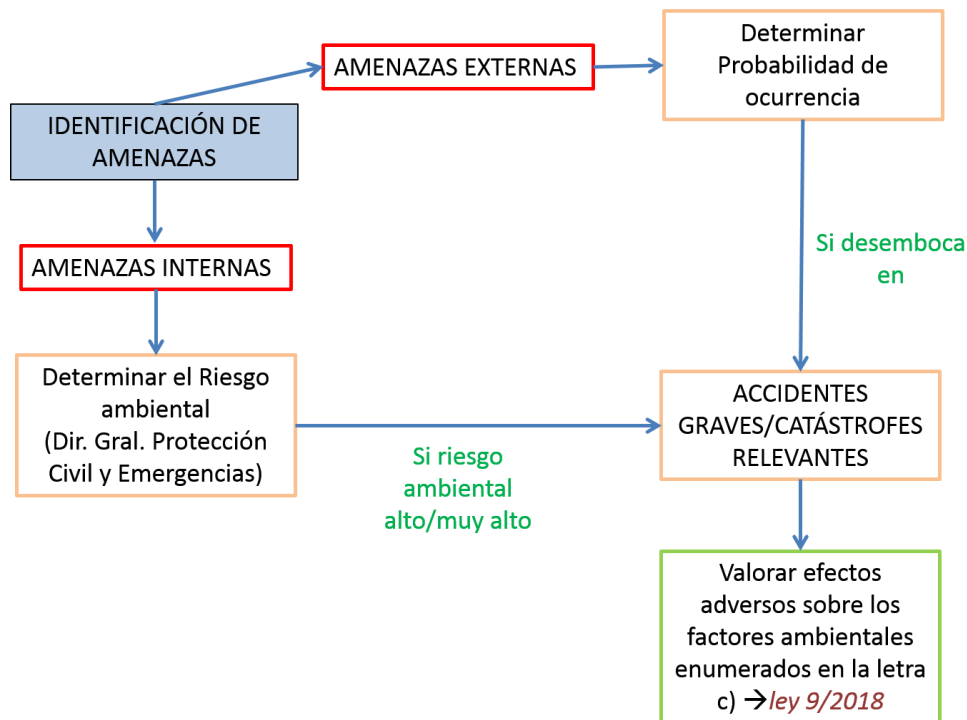 IDENTIFICACIÓN DE
AMENAZAS
AMENAZAS EXTERNAS
Determinar
Probabilidad de
ocurrencia
Si desemboca
en
AMENAZAS INTERNAS
Determinar el Riesgo
ambiental
(Dir. Gral. Protección
Civil y Emergencias)
Si riesgo
ambiental
alto/muy alto
ACCIDENTES
GRAVES/CATÁSTROFES
RELEVANTES
Valorar efectos
adversos sobre los
factores ambientales
enumerados en la letra
c) →ley 9/2018